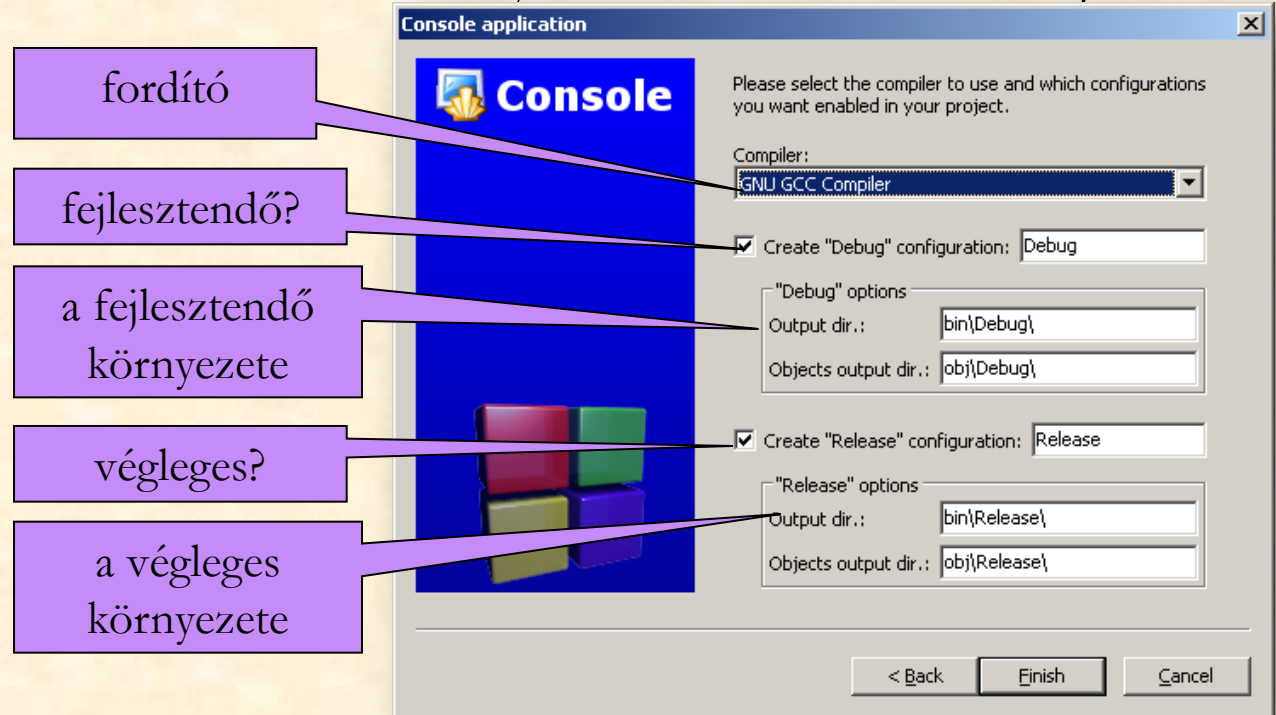 Console application
fordító
fejlesztendő?
a fejlesztendő
környezete
végleges?
a végleges
környezete
Console
Please select the compiler to use and which configurations
you want enabled in your project.
Compiler:
GNU GCC Compiler
Create "Debug" configuration: Debug
"Debug" options
Output dir.: bin\Debug\
Objects output dir.: obj\Debug\
Create "Release" configuration: Release
"Release" options
Output dir.: bin\Release\
Objects output dir.: obj\Release\
< Back Finish Cancel